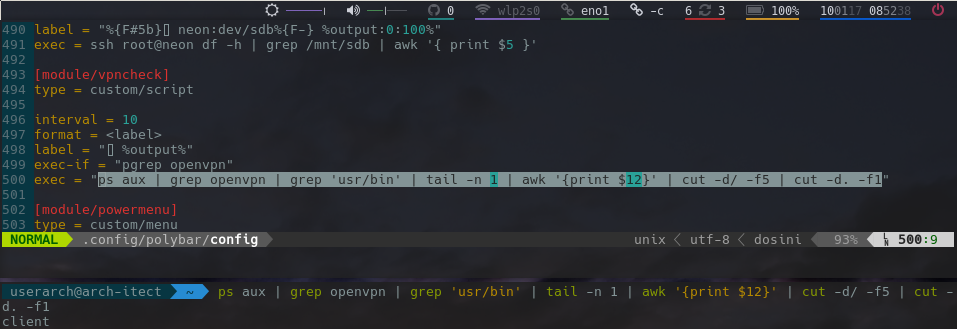 0 wlp2s0 eno1 -c 6 3 100% 100117 085238
490 label = "%{F#5b} neon:dev/sdb%{F-} %output:0:100%"
491 exec = ssh root@neon df -h | grep /mnt/sdb | awk '{ print $5 }'
492
493 [module/vpncheck]
494 type = custom/script
495
496 interval = 10
497 format = <label>
498 label = " %output%"
499 exec-if = "pgrep openvpn"
500 exec = "ps aux | grep openvpn | grep 'usr/bin' | tail -n 1 | awk '{print $12}' | cut -d/ -f5 | cut -d. -f1"
501
502 [module/powermenu]
503 type = custom/menu
NORMAL .config/polybar/config unix < utf-8 < dosini 93% LN 500:9
userarch@arch-itect ~ ps aux | grep openvpn | grep 'usr/bin' | tail -n 1 | awk '{print $12}' | cut -d/ -f5 | cut -
d. -f1
client